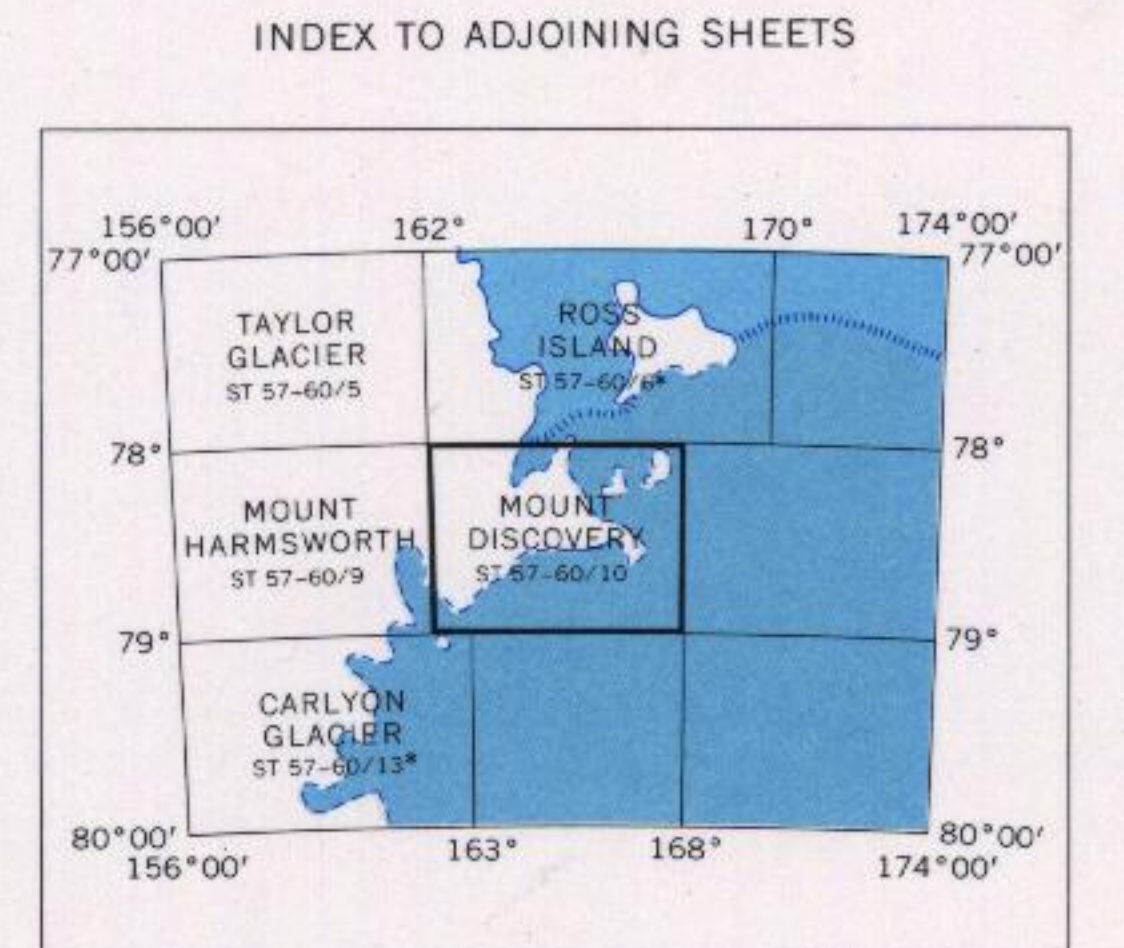 INDEX TO ADJOINING SHEETS
156°00′ 162° 170° 174°00′
77°00′ 77°00′
TAYLOR
GLACIER
ST 57-60/5
ROSS
ISLAND
ST 57-60/6*
78° 78°
MOUNT
HARMSWORTH
ST 57-60/9
MOUNT
DISCOVERY
ST 57-60/10
79° 79°
CARLYON
GLACIER
ST 57-60/13*
80°00′ 80°00′
156°00′ 163° 168° 174°00′